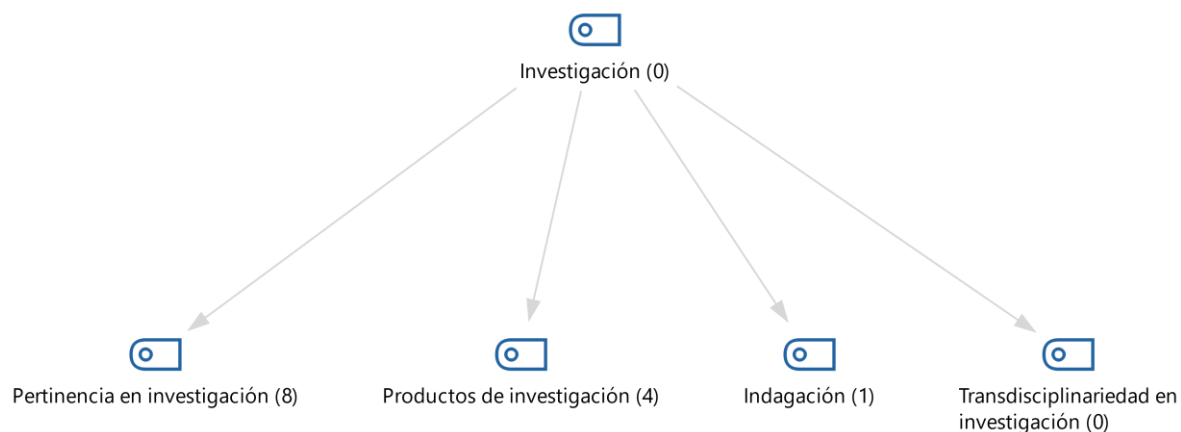 Investigación (0)
Pertinencia en investigación (8)
Productos de investigación (4)
Indagación (1)
Transdisciplinariedad en
investigación (0)